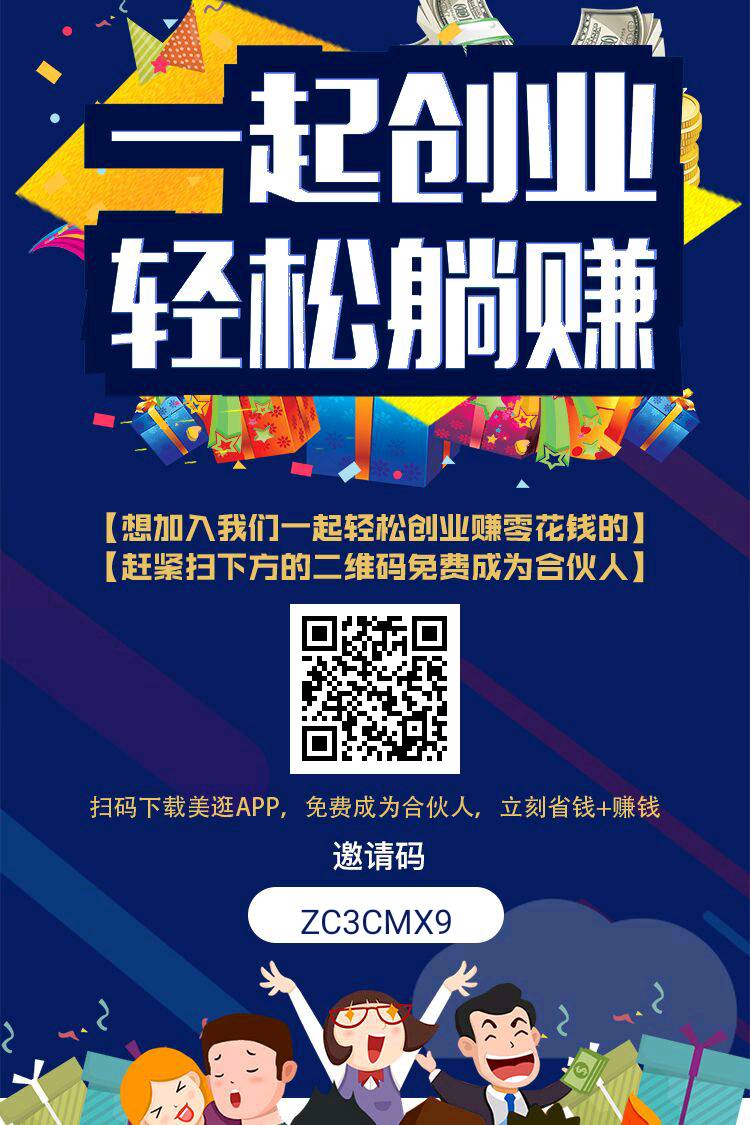 一起创业
轻松躺赚
【想加入我们一起轻松创业赚零花钱的】
【赶紧扫下方的二维码免费成为合伙人】
扫码下载美逛APP，免费成为合伙人，立刻省钱+赚钱
邀请码
ZC3CMX9